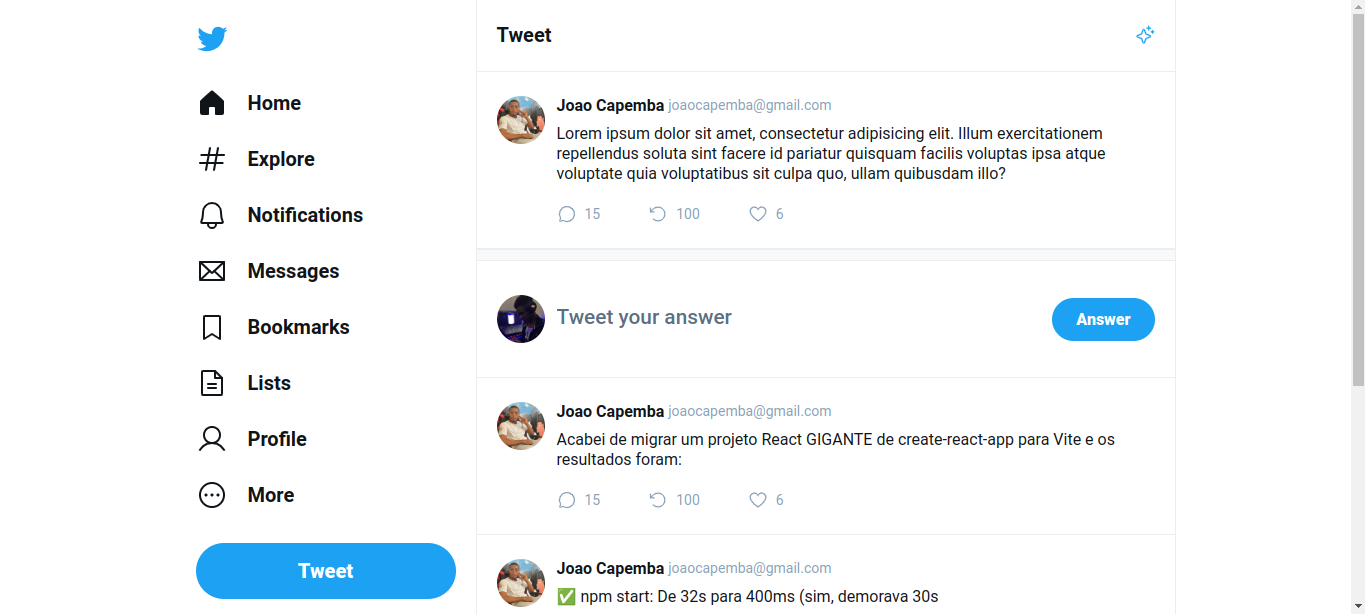 Home
Explore
Notifications
Messages
Bookmarks
Lists
Profile
More
Tweet
Tweet
Joao Capemba joaocapemba@gmail.com
Lorem ipsum dolor sit amet, consectetur adipisicing elit. Illum exercitationem
repellendus soluta sint facere id pariatur quisquam facilis voluptas ipsa atque
voluptate quia voluptatibus sit culpa quo, ullam quibusdam illo?
15 100 6
Tweet your answer
Answer
Joao Capemba joaocapemba@gmail.com
Acabei de migrar um projeto React GIGANTE de create-react-app para Vite e os
resultados foram:
15 100 6
Joao Capemba joaocapemba@gmail.com
✅ npm start: De 32s para 400ms (sim, demorava 30s